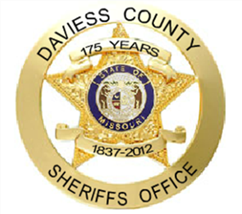 DAVIESS COUNTY
175 YEARS
STATE OF
MISSOURI
1837-2012
SHERIFFS OFFICE